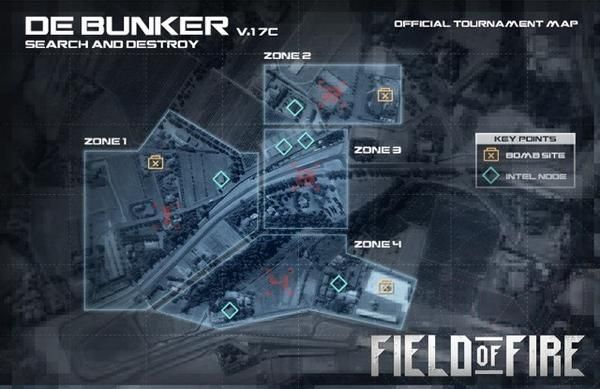 DE BUNKER V.17C
SEARCH AND DESTROY
OFFICIAL TOURNAMENT MAP
ZONE 2
ZONE 1
ZONE 3
KEY POINTS
BOMB SITE
INTEL NODE
ZONE 4
FIELD OF FIRE